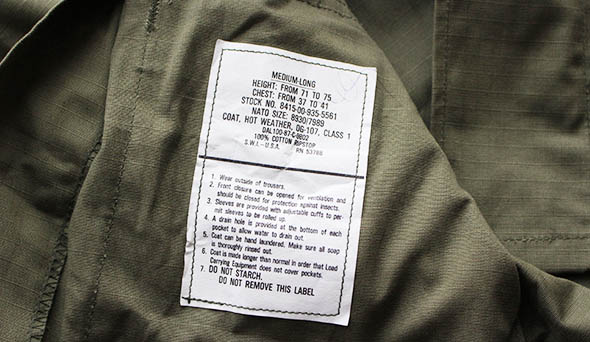 MEDIUM-LONG
HEIGHT: FROM 71 TO 75
CHEST: FROM 37 TO 41
STOCK NO. 8415-00-935-5561
NATO SIZE: 8930/7989
COAT, HOT WEATHER, OG-107, CLASS 1
DAL100-87-C-0802
100% COTTON RIPSTOP
S.W.I. - U.S.A. RN 53788
1. Wear outside of trousers.
2. Front closure can be opened for ventilation and
should be closed for protection against insects.
3. Sleeves are provided with adjustable cuffs to per-
mit sleeves to be rolled up.
4. A drain hole is provided at the bottom of each
pocket to allow water to drain out.
5. Coat can be hand laundered. Make sure all soap
is thoroughly rinsed out.
6. Coat is made longer than normal in order that Load
Carrying Equipment does not cover pockets.
7. DO NOT STARCH.
DO NOT REMOVE THIS LABEL